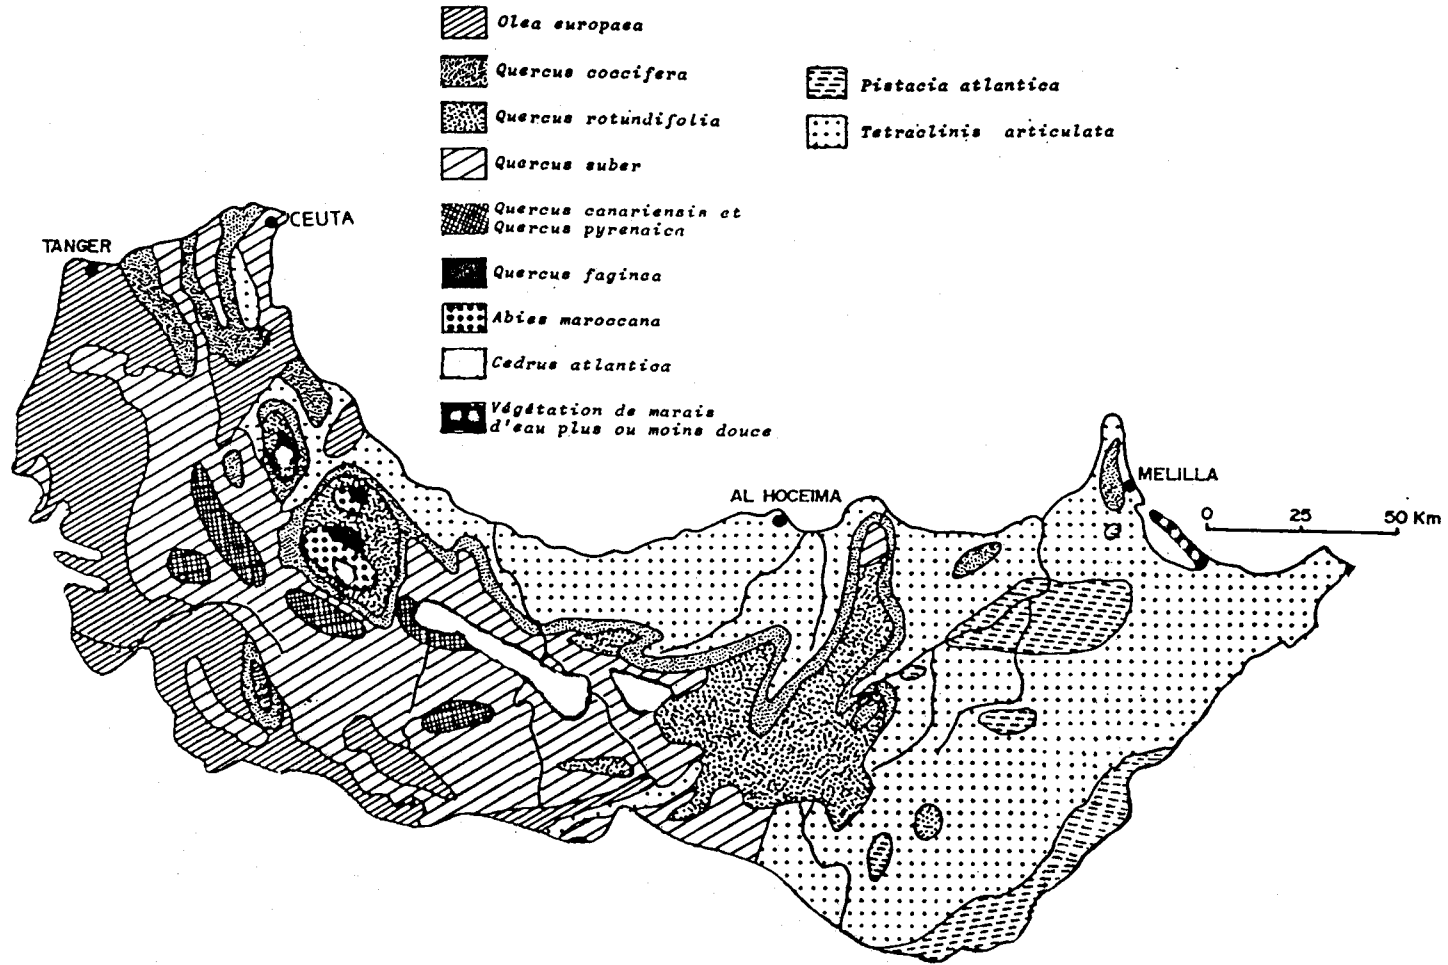 Olea europaea
Quercus coccifera
Quercus rotundifolia
Quercus suber
Quercus canariensis et
Quercus pyrenaica
Quercus faginea
Abies maroccana
Cedrus atlantica
Végétation de marais
d'eau plus ou moins douce
Pistacia atlantica
Tetraclinis articulata
CEUTA
TANGER
AL HOCEIMA
MELILLA
0 25 50 Km